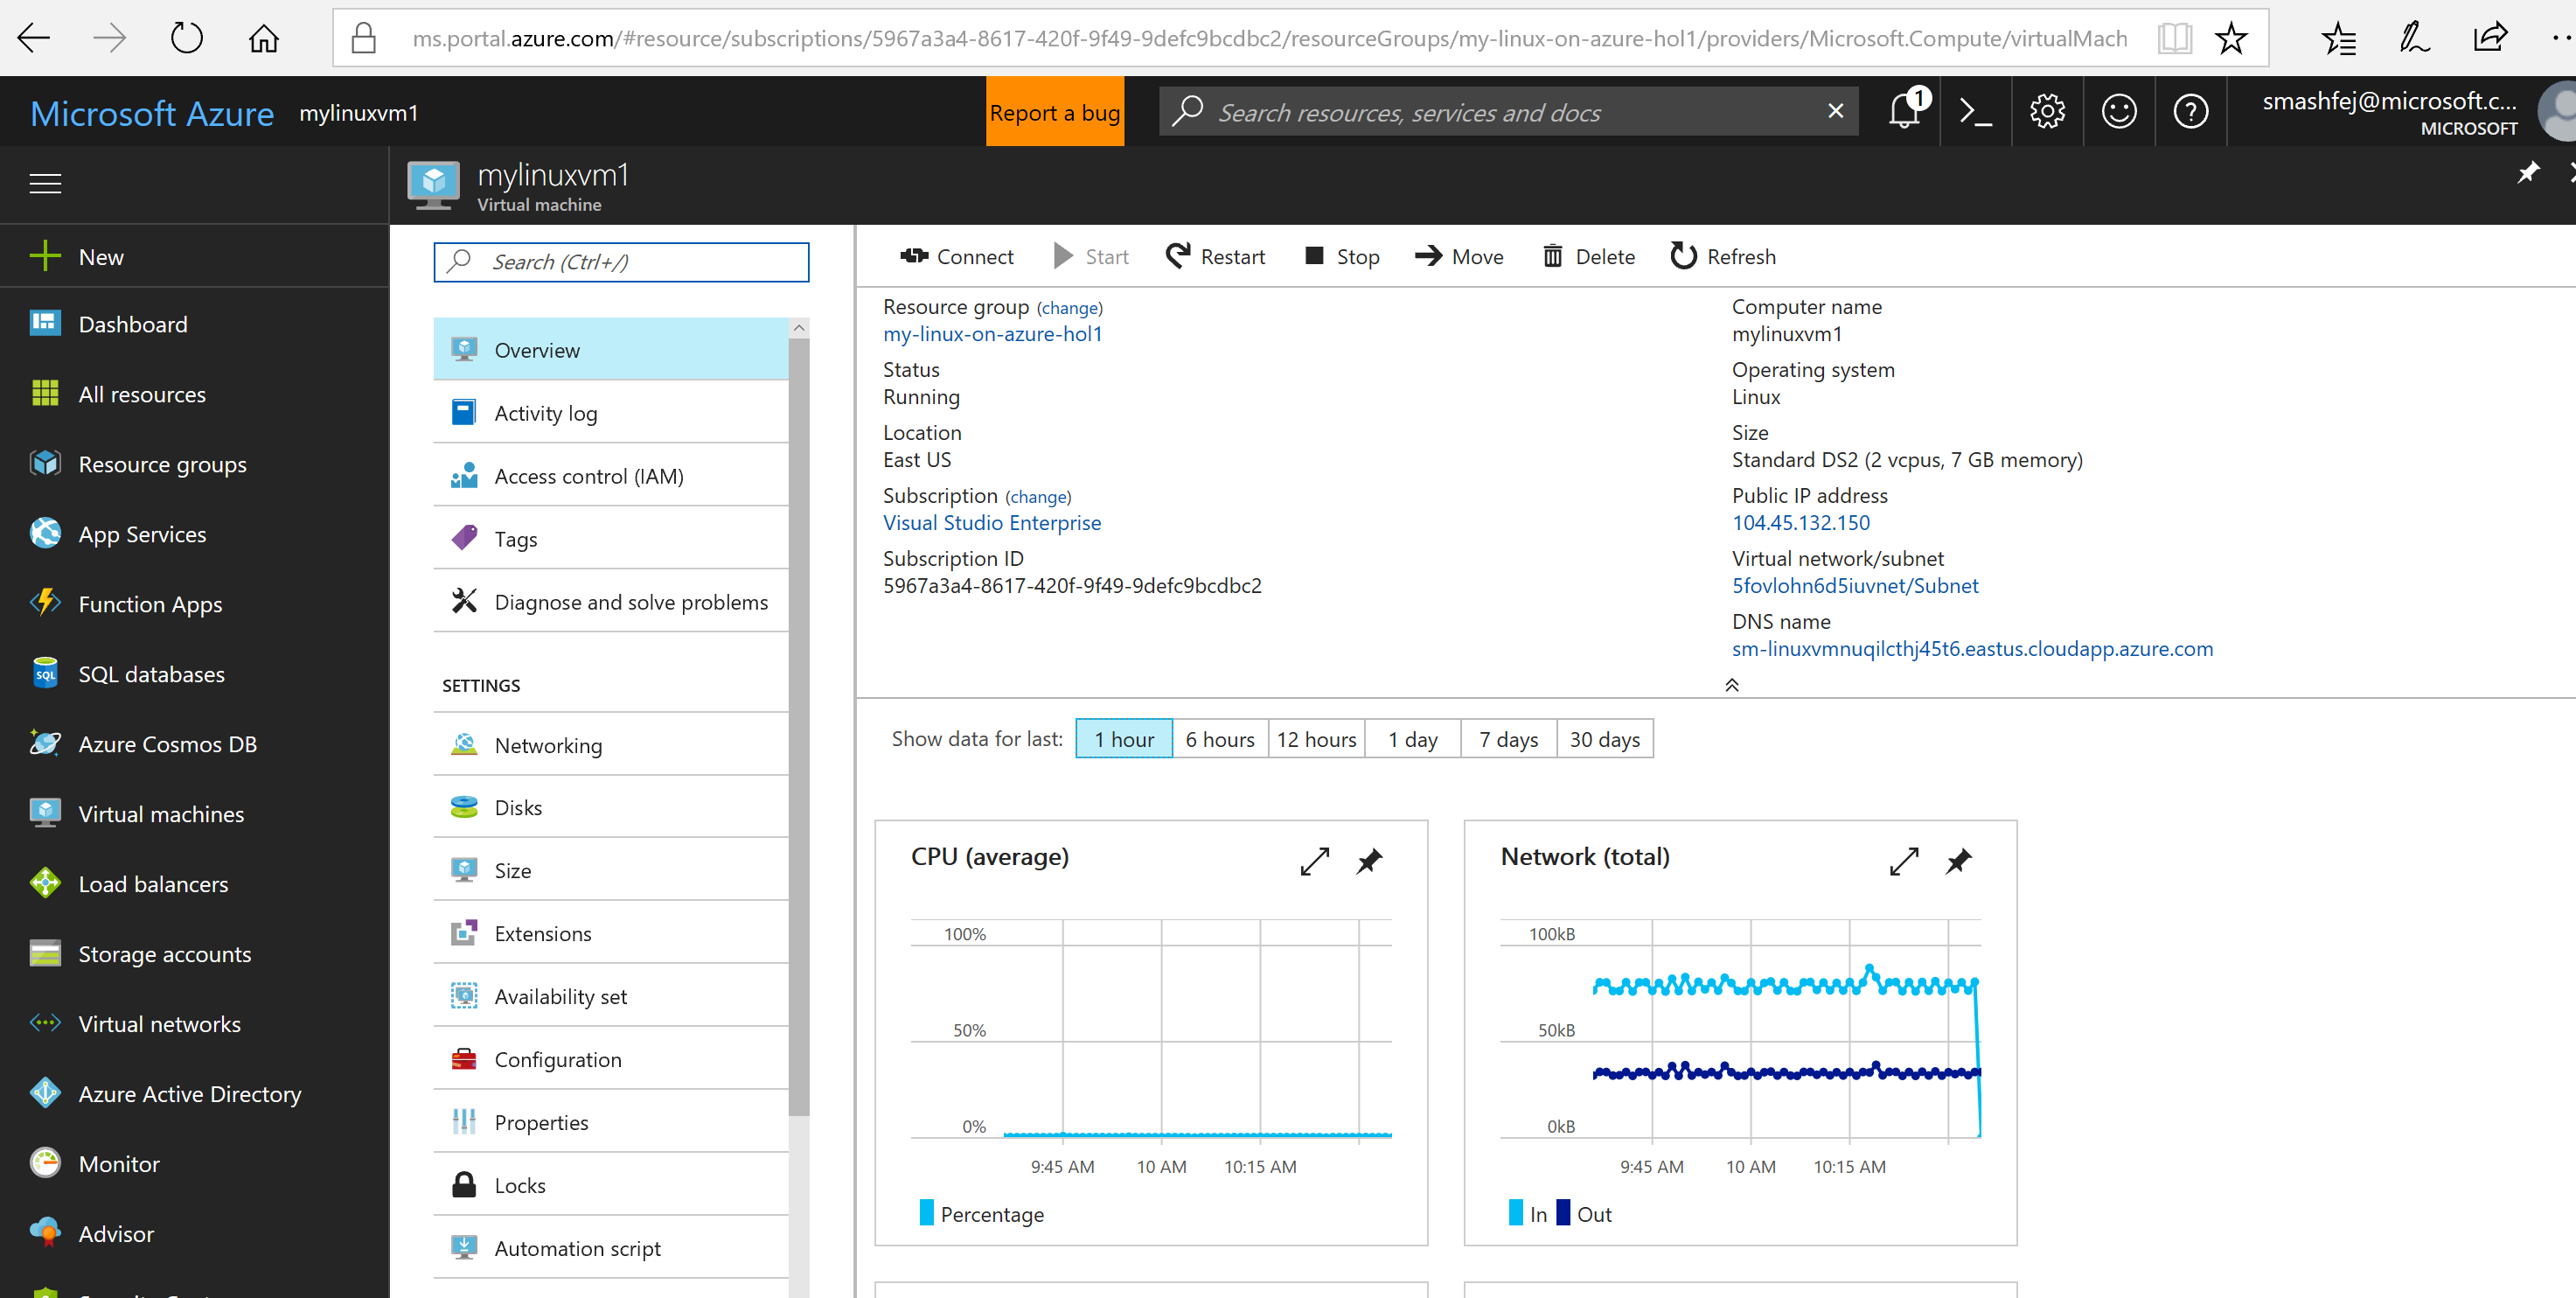 ms.portal.azure.com/#resource/subscriptions/5967a3a4-8617-420f-9f49-9defc9bcdbc2/resourceGroups/my-linux-on-azure-hol1/providers/Microsoft.Compute/virtualMach
Microsoft Azure mylinuxvm1
Report a bug
Search resources, services and docs
1
smashfej@microsoft.c...
MICROSOFT
mylinuxvm1
Virtual machine
New
Dashboard
All resources
Resource groups
App Services
Function Apps
SQL databases
Azure Cosmos DB
Virtual machines
Load balancers
Storage accounts
Virtual networks
Azure Active Directory
Monitor
Advisor
Search (Ctrl+/)
Overview
Activity log
Access control (IAM)
Tags
Diagnose and solve problems
SETTINGS
Networking
Disks
Size
Extensions
Availability set
Configuration
Properties
Locks
Automation script
Connect Start Restart Stop Move Delete Refresh
Resource group (change)
my-linux-on-azure-hol1
Status
Running
Location
East US
Subscription (change)
Visual Studio Enterprise
Subscription ID
5967a3a4-8617-420f-9f49-9defc9bcdbc2
Computer name
mylinuxvm1
Operating system
Linux
Size
Standard DS2 (2 vcpus, 7 GB memory)
Public IP address
104.45.132.150
Virtual network/subnet
5fovlohn6d5iuvnet/Subnet
DNS name
sm-linuxvmnuqilcthj45t6.eastus.cloudapp.azure.com
Show data for last: 1 hour 6 hours 12 hours 1 day 7 days 30 days
CPU (average)
100%
50%
0%
9:45 AM 10 AM 10:15 AM
Percentage
Network (total)
100kB
50kB
0kB
9:45 AM 10 AM 10:15 AM
In Out